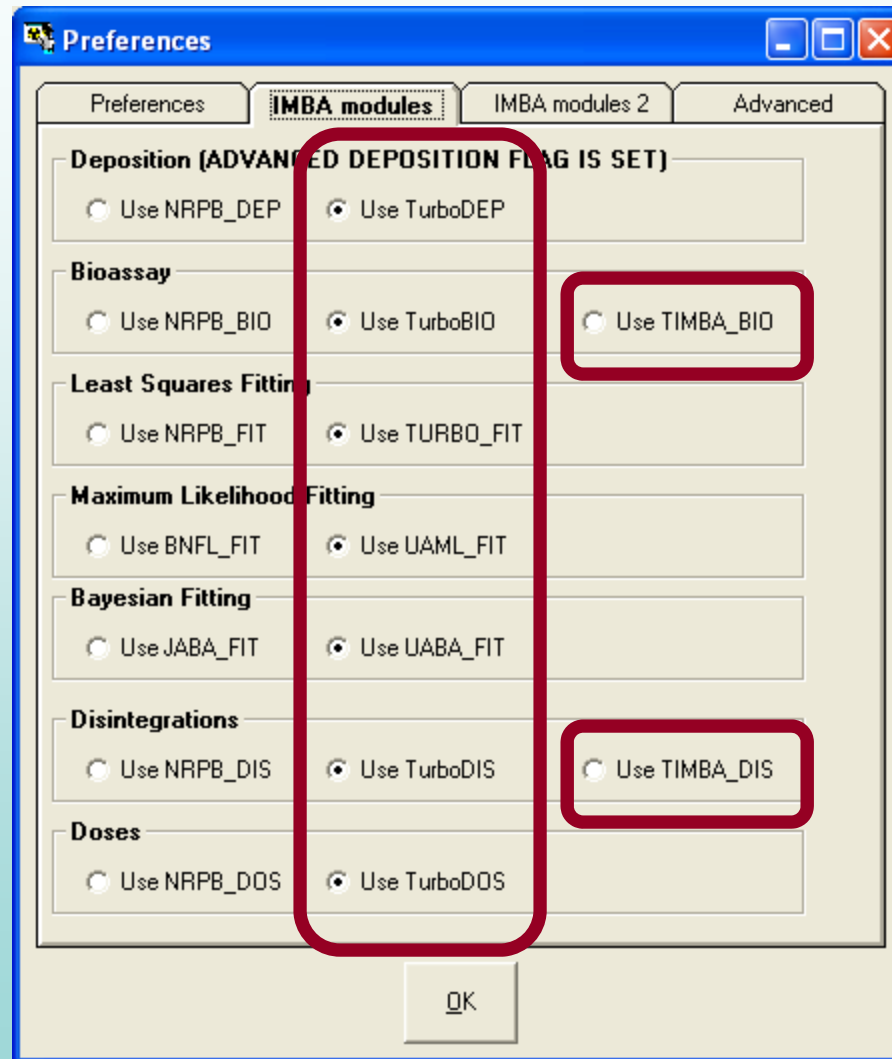 Preferences
Preferences IMBA modules IMBA modules 2 Advanced
Deposition (ADVANCED DEPOSITION FLAG IS SET)
Use NRPB_DEP Use TurboDEP
Bioassay
Use NRPB_BIO Use TurboBIO Use TIMBA_BIO
Least Squares Fitting
Use NRPB_FIT Use TURBO_FIT
Maximum Likelihood Fitting
Use BNFL_FIT Use UAML_FIT
Bayesian Fitting
Use JABA_FIT Use UABA_FIT
Disintegrations
Use NRPB_DIS Use TurboDIS Use TIMBA_DIS
Doses
Use NRPB_DOS Use TurboDOS
OK